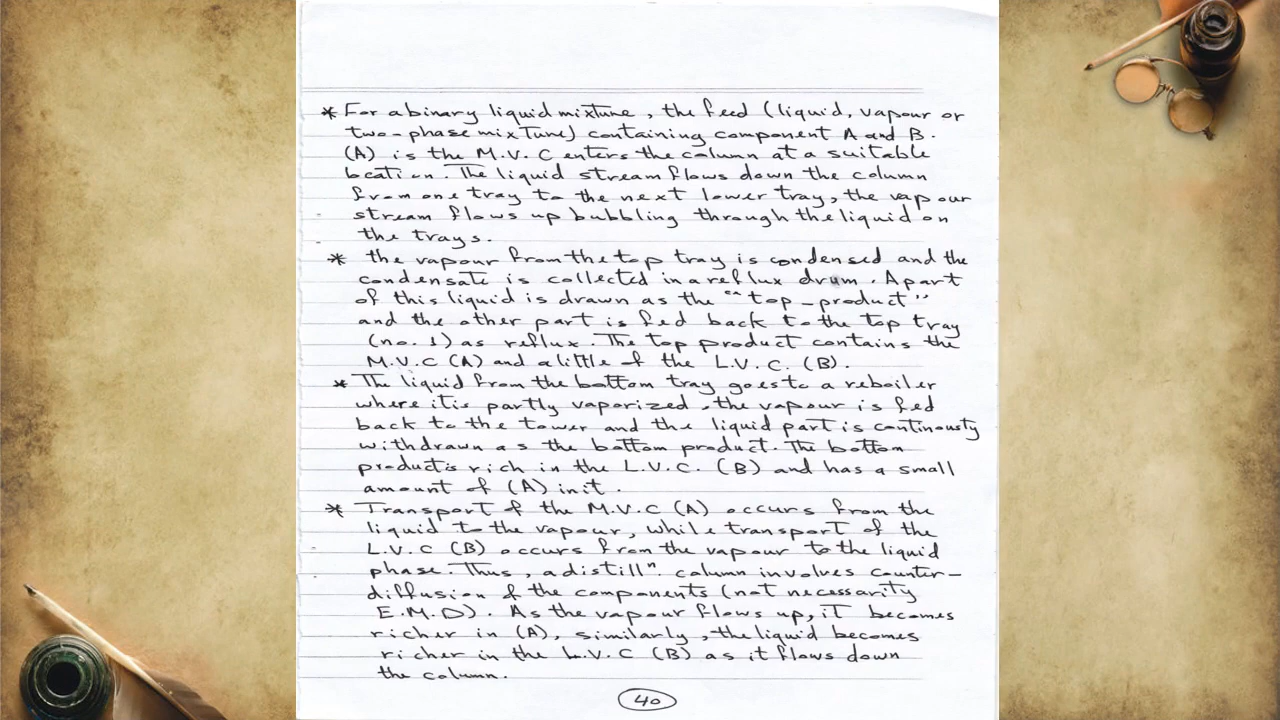 * For a binary liquid mixture, the feed (liquid, vapour or
two-phase mixture) containing component A and B.
(A) is the M.V.C enters the column at a suitable
location. The liquid stream flows down the column
from one tray to the next lower tray, the vapour
stream flows up bubbling through the liquid on
the trays.
* the vapour from the top tray is condensed and the
condensate is collected in a reflux drum. A part
of this liquid is drawn as the "top-product"
and the other part is fed back to the top tray
(no. 1) as reflux. The top product contains the
M.V.C (A) and a little of the L.V.C. (B).
* The liquid from the bottom tray goes to a reboiler
where it is partly vaporized, the vapour is fed
back to the tower and the liquid part is continously
withdrawn as the bottom product. The bottom
product is rich in the L.V.C. (B) and has a small
amount of (A) in it.
* Transport of the M.V.C (A) occurs from the
liquid to the vapour, while transport of the
L.V.C (B) occurs from the vapour to the liquid
phase. Thus, a distillⁿ. column involves counter-
diffusion of the components (not necessarity
E.M.D). As the vapour flows up, it becomes
richer in (A), similarly, the liquid becomes
richer in the L.V.C (B) as it flows down
the column.
40